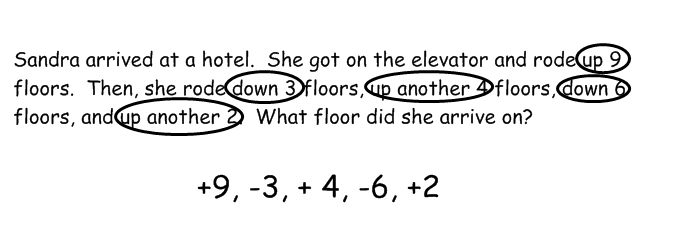 Sandra arrived at a hotel. She got on the elevator and rode up 9
floors. Then, she rode down 3 floors, up another 4 floors, down 6
floors, and up another 2. What floor did she arrive on?
+9, -3, + 4, -6, +2